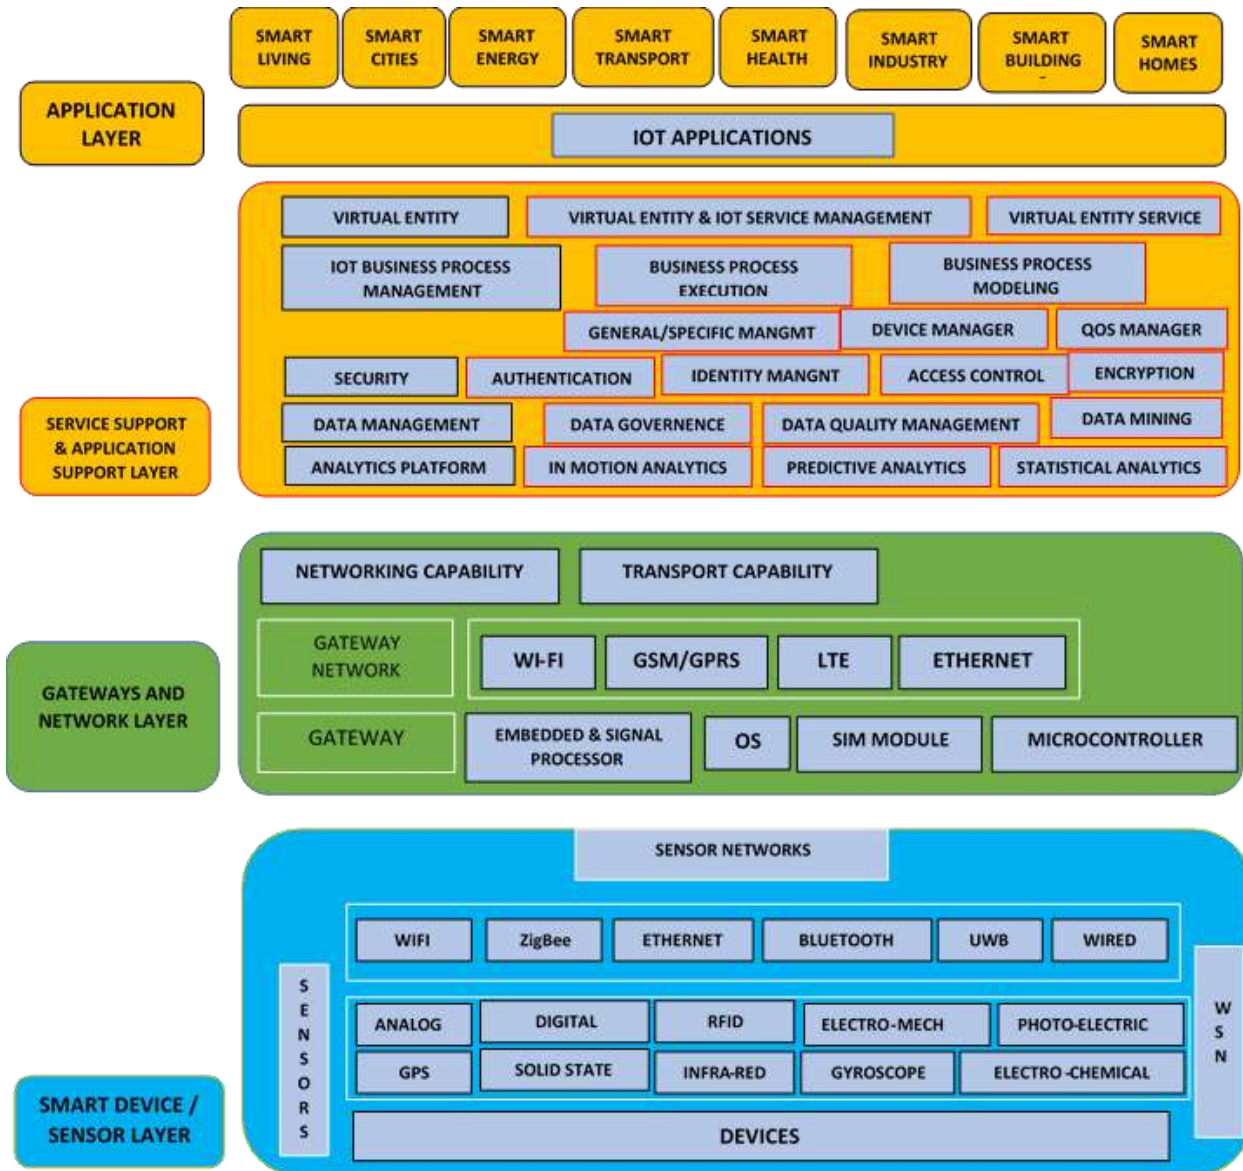 SMART
LIVING
SMART
CITIES
SMART
ENERGY
SMART
TRANSPORT
SMART
HEALTH
SMART
INDUSTRY
SMART
BUILDING
-
SMART
HOMES
APPLICATION
LAYER
IOT APPLICATIONS
VIRTUAL ENTITY
VIRTUAL ENTITY & IOT SERVICE MANAGEMENT
VIRTUAL ENTITY SERVICE
IOT BUSINESS PROCESS
MANAGEMENT
BUSINESS PROCESS
EXECUTION
BUSINESS PROCESS
MODELING
GENERAL/SPECIFIC MANGMT
DEVICE MANAGER
QOS MANAGER
SECURITY
AUTHENTICATION
IDENTITY MANGNT
ACCESS CONTROL
ENCRYPTION
SERVICE SUPPORT
& APPLICATION
SUPPORT LAYER
DATA MANAGEMENT
DATA GOVERNENCE
DATA QUALITY MANAGEMENT
DATA MINING
ANALYTICS PLATFORM
IN MOTION ANALYTICS
PREDICTIVE ANALYTICS
STATISTICAL ANALYTICS
NETWORKING CAPABILITY
TRANSPORT CAPABILITY
GATEWAY
NETWORK
WI-FI
GSM/GPRS
LTE
ETHERNET
GATEWAYS AND
NETWORK LAYER
GATEWAY
EMBEDDED & SIGNAL
PROCESSOR
OS
SIM MODULE
MICROCONTROLLER
SENSOR NETWORKS
WIFI
ZigBee
ETHERNET
BLUETOOTH
UWB
WIRED
SENSORS
ANALOG
DIGITAL
RFID
ELECTRO-MECH
PHOTO-ELECTRIC
WSN
GPS
SOLID STATE
INFRA-RED
GYROSCOPE
ELECTRO-CHEMICAL
SMART DEVICE /
SENSOR LAYER
DEVICES